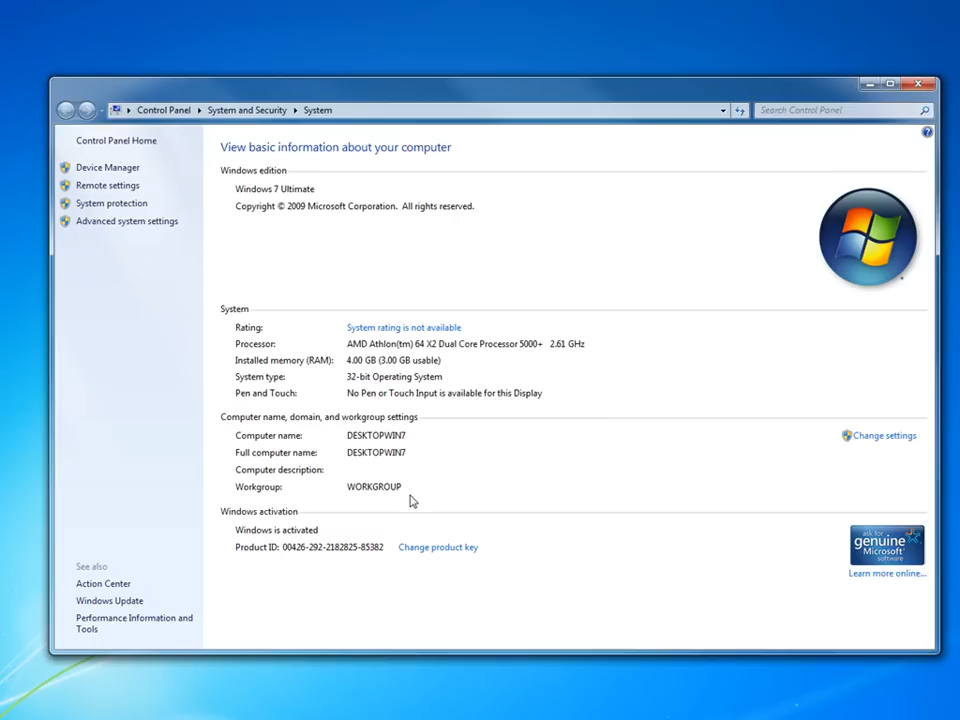 Control Panel ▸ System and Security ▸ System
Search Control Panel
Control Panel Home
Device Manager
Remote settings
System protection
Advanced system settings
See also
Action Center
Windows Update
Performance Information and
Tools
View basic information about your computer
Windows edition
Windows 7 Ultimate
Copyright © 2009 Microsoft Corporation. All rights reserved.
System
Rating: System rating is not available
Processor: AMD Athlon(tm) 64 X2 Dual Core Processor 5000+ 2.61 GHz
Installed memory (RAM): 4.00 GB (3.00 GB usable)
System type: 32-bit Operating System
Pen and Touch: No Pen or Touch Input is available for this Display
Computer name, domain, and workgroup settings
Computer name: DESKTOPWIN7
Change settings
Full computer name: DESKTOPWIN7
Computer description:
Workgroup: WORKGROUP
Windows activation
Windows is activated
Product ID: 00426-292-2182825-85382 Change product key
ask for
genuine
Microsoft
software
Learn more online...